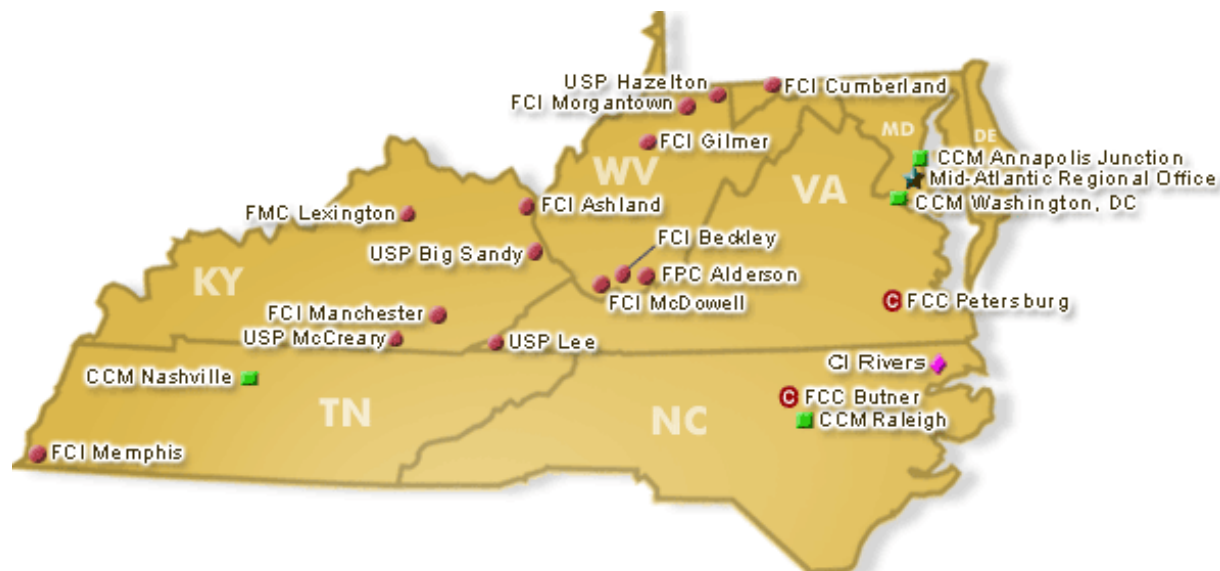 USP Hazelton
FCI Cumberland
FCI Morgantown
MD
DE
FCI Gilmer
CCM Annapolis Junction
WV
Mid-Atlantic Regional Office
VA
CCM Washington, DC
FMC Lexington
FCI Ashland
FCI Beckley
USP Big Sandy
KY
FPC Alderson
FCI McDowell
C FCC Petersburg
FCI Manchester
USP McCreary
USP Lee
CI Rivers
CCM Nashville
C FCC Butner
TN
NC
CCM Raleigh
FCI Memphis